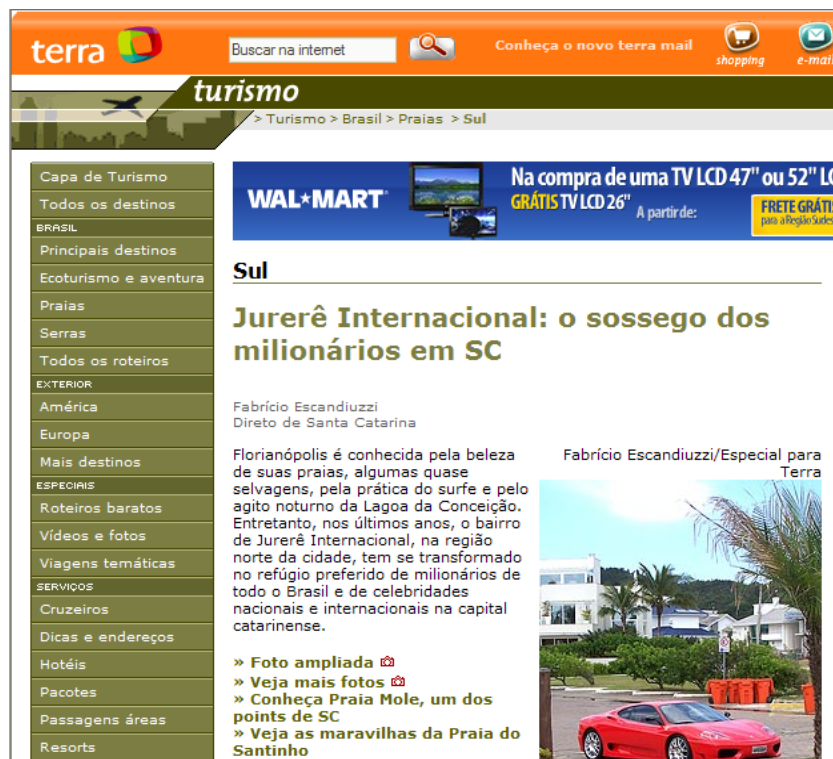 terra
Buscar na internet
Conheça o novo terra mail
shopping
e-mail
turismo
> Turismo > Brasil > Praias > Sul
Capa de Turismo
Todos os destinos
BRASIL
Principais destinos
Ecoturismo e aventura
Praias
Serras
Todos os roteiros
EXTERIOR
América
Europa
Mais destinos
ESPECIAIS
Roteiros baratos
Vídeos e fotos
Viagens temáticas
SERVIÇOS
Cruzeiros
Dicas e endereços
Hotéis
Pacotes
Passagens áreas
Resorts
WAL★MART
Na compra de uma TV LCD 47" ou 52" LC
GRÁTIS TV LCD 26"
A partir de:
FRETE GRÁTIS
para a Região Sudes
Sul
Jurerê Internacional: o sossego dos
milionários em SC
Fabrício Escandiuzzi
Direto de Santa Catarina
Florianópolis é conhecida pela beleza
de suas praias, algumas quase
selvagens, pela prática do surfe e pelo
agito noturno da Lagoa da Conceição.
Entretanto, nos últimos anos, o bairro
de Jurerê Internacional, na região
norte da cidade, tem se transformado
no refúgio preferido de milionários de
todo o Brasil e de celebridades
nacionais e internacionais na capital
catarinense.
» Foto ampliada
» Veja mais fotos
» Conheça Praia Mole, um dos
points de SC
» Veja as maravilhas da Praia do
Santinho
Fabrício Escandiuzzi/Especial para
Terra